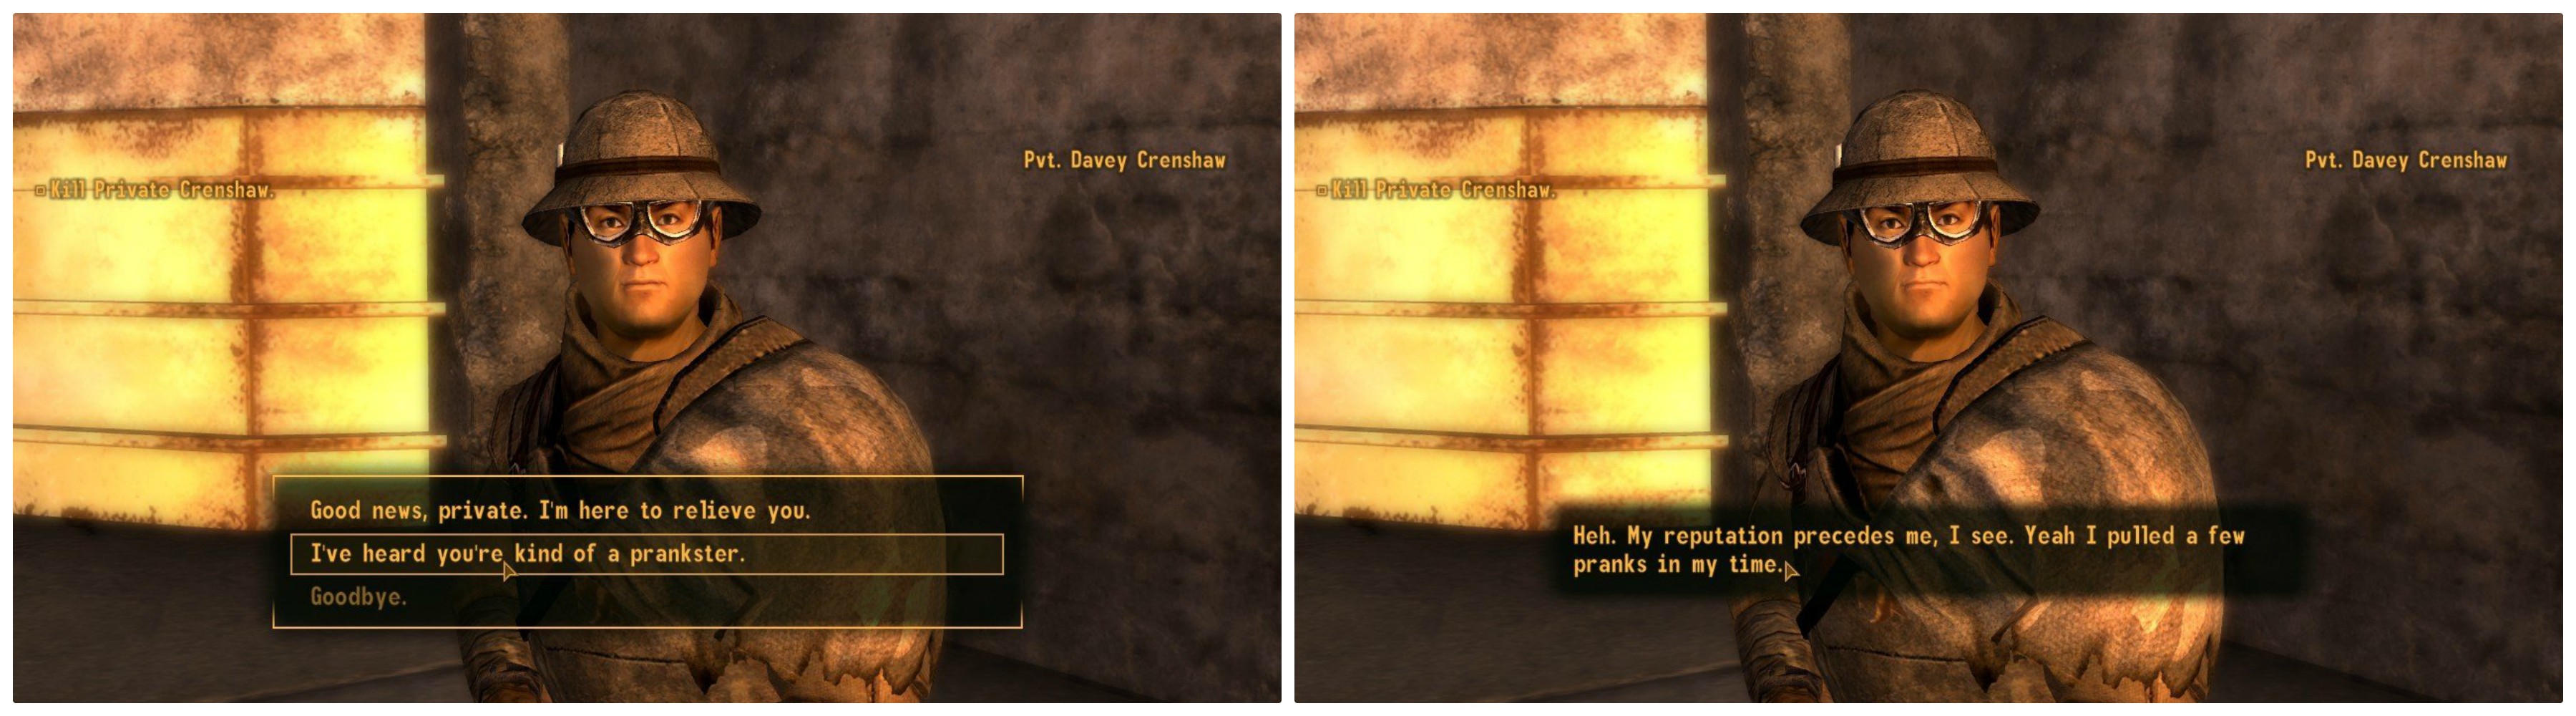 Pvt. Davey Crenshaw
Kill Private Crenshaw.
Good news, private. I'm here to relieve you.
I've heard you're kind of a prankster.
Goodbye.
Pvt. Davey Crenshaw
Kill Private Crenshaw.
Heh. My reputation precedes me, I see. Yeah I pulled a few
pranks in my time.